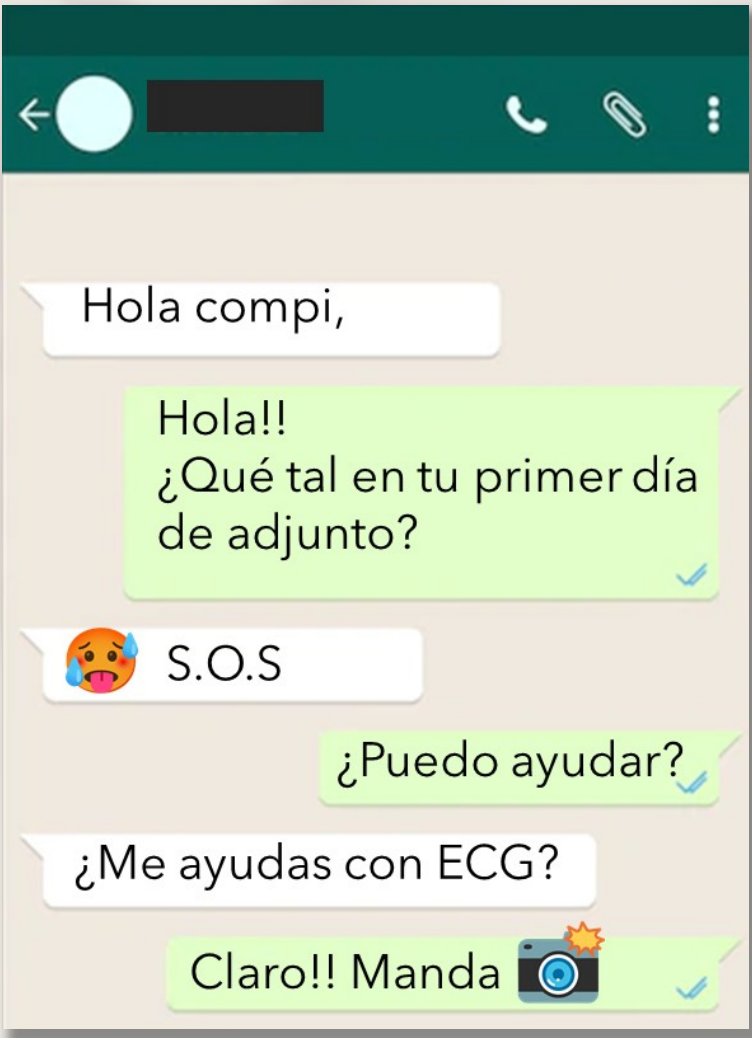 Hola compi,
Hola!!
¿Qué tal en tu primer día
de adjunto?
S.O.S
¿Puedo ayudar?
¿Me ayudas con ECG?
Claro!! Manda